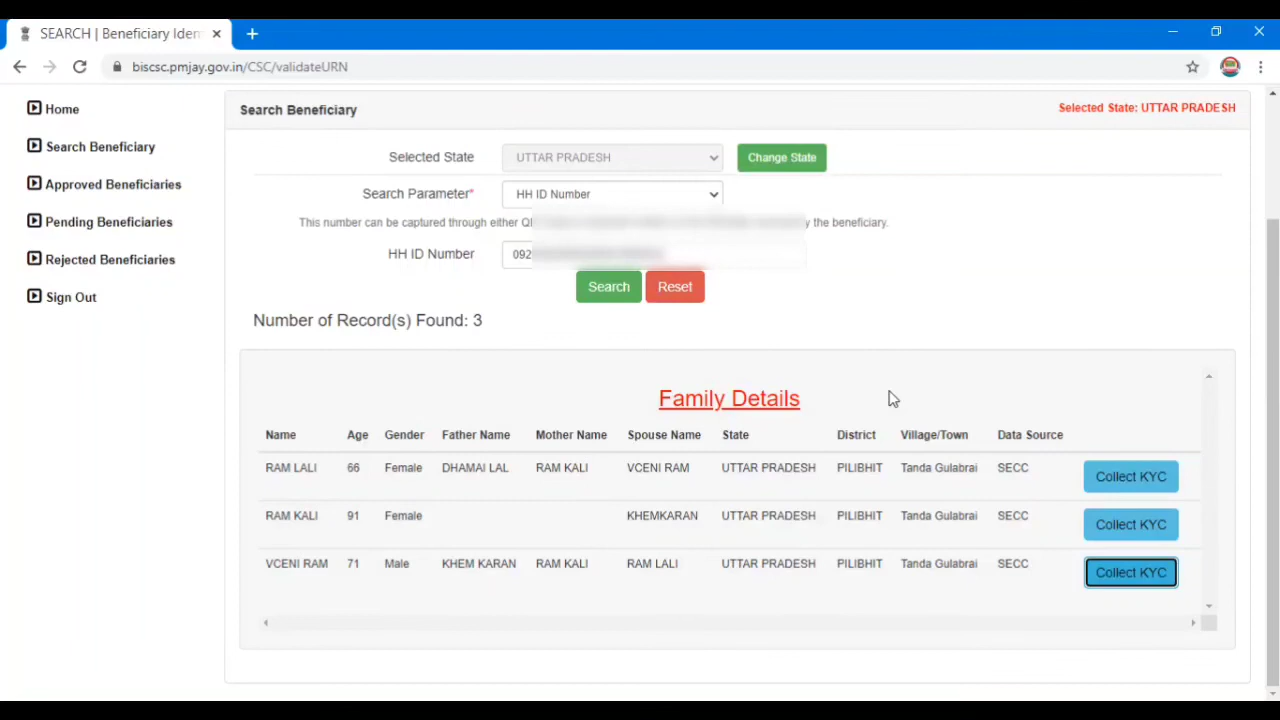 SEARCH | Beneficiary Iden
biscsc.pmjay.gov.in/CSC/validateURN
Home
Search Beneficiary
Approved Beneficiaries
Pending Beneficiaries
Rejected Beneficiaries
Sign Out
Search Beneficiary Selected State: UTTAR PRADESH
Selected State UTTAR PRADESH Change State
Search Parameter* HH ID Number
This number can be captured through either the beneficiary.
HH ID Number 092
Search Reset
Number of Record(s) Found: 3
Family Details
Name Age Gender Father Name Mother Name Spouse Name State District Village/Town Data Source
RAM LALI 66 Female DHAMAI LAL RAM KALI VCENI RAM UTTAR PRADESH PILIBHIT Tanda Gulabrai SECC Collect KYC
RAM KALI 91 Female KHEMKARAN UTTAR PRADESH PILIBHIT Tanda Gulabrai SECC Collect KYC
VCENI RAM 71 Male KHEM KARAN RAM KALI RAM LALI UTTAR PRADESH PILIBHIT Tanda Gulabrai SECC Collect KYC